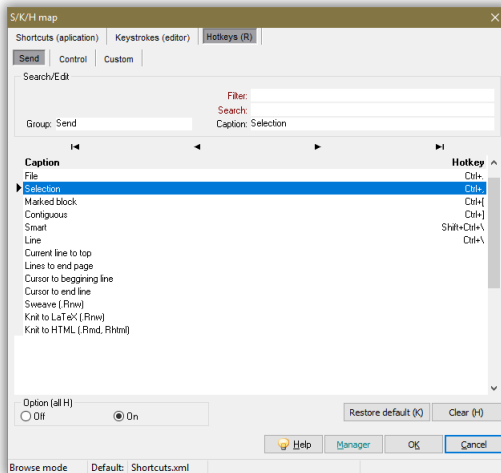 S/K/H map
Shortcuts (aplication) Keystrokes (editor) Hotkeys (R)
Send Control Custom
Search/Edit
Filter:
Search:
Group: Send Caption: Selection
Caption Hotkey
File Ctrl+.
Selection Ctrl+,
Marked block Ctrl+[
Contiguous Ctrl+]
Smart Shift+Ctrl+\
Line Ctrl+\
Current line to top
Lines to end page
Cursor to beggining line
Cursor to end line
Sweave (.Rnw)
Knit to LaTeX (.Rnw)
Knit to HTML (.Rmd, Rhtml)
Option (all H)
Off On
Restore default (K) Clear (H)
Help Manager OK Cancel
Browse mode Default: Shortcuts.xml